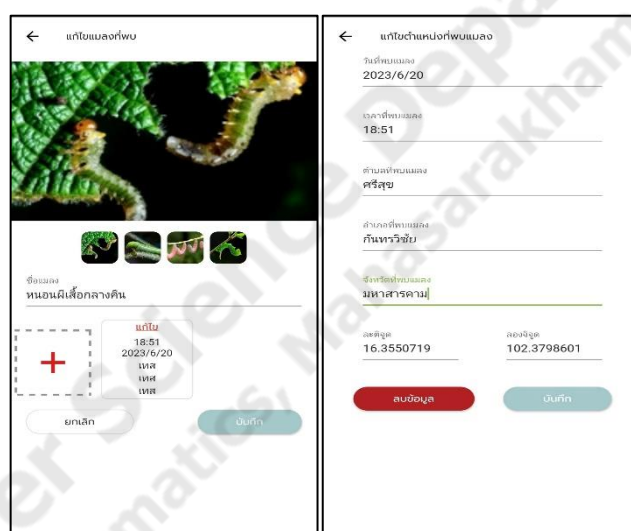 แก้ไขแมลงที่พบ
ชื่อแมลง
หนอนผีเสื้อกลางคืน
แก้ไข
18:51
2023/6/20
เทส
เทส
เทส
ยกเลิก
บันทึก
แก้ไขตำแหน่งที่พบแมลง
วันที่พบแมลง
2023/6/20
เวลาที่พบแมลง
18:51
ตำบลที่พบแมลง
ศรีสุข
อำเภอที่พบแมลง
กันทรวิชัย
จังหวัดที่พบแมลง
มหาสารคาม
ละติจูด
ลองจิจูด
16.3550719
102.3798601
ลบข้อมูล
บันทึก